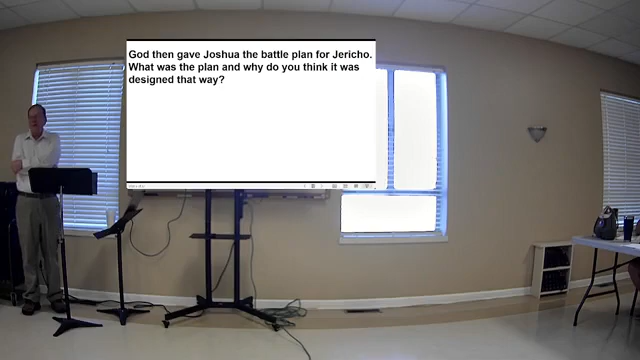 God then gave Joshua the battle plan for Jericho.
What was the plan and why do you think it was
designed that way?